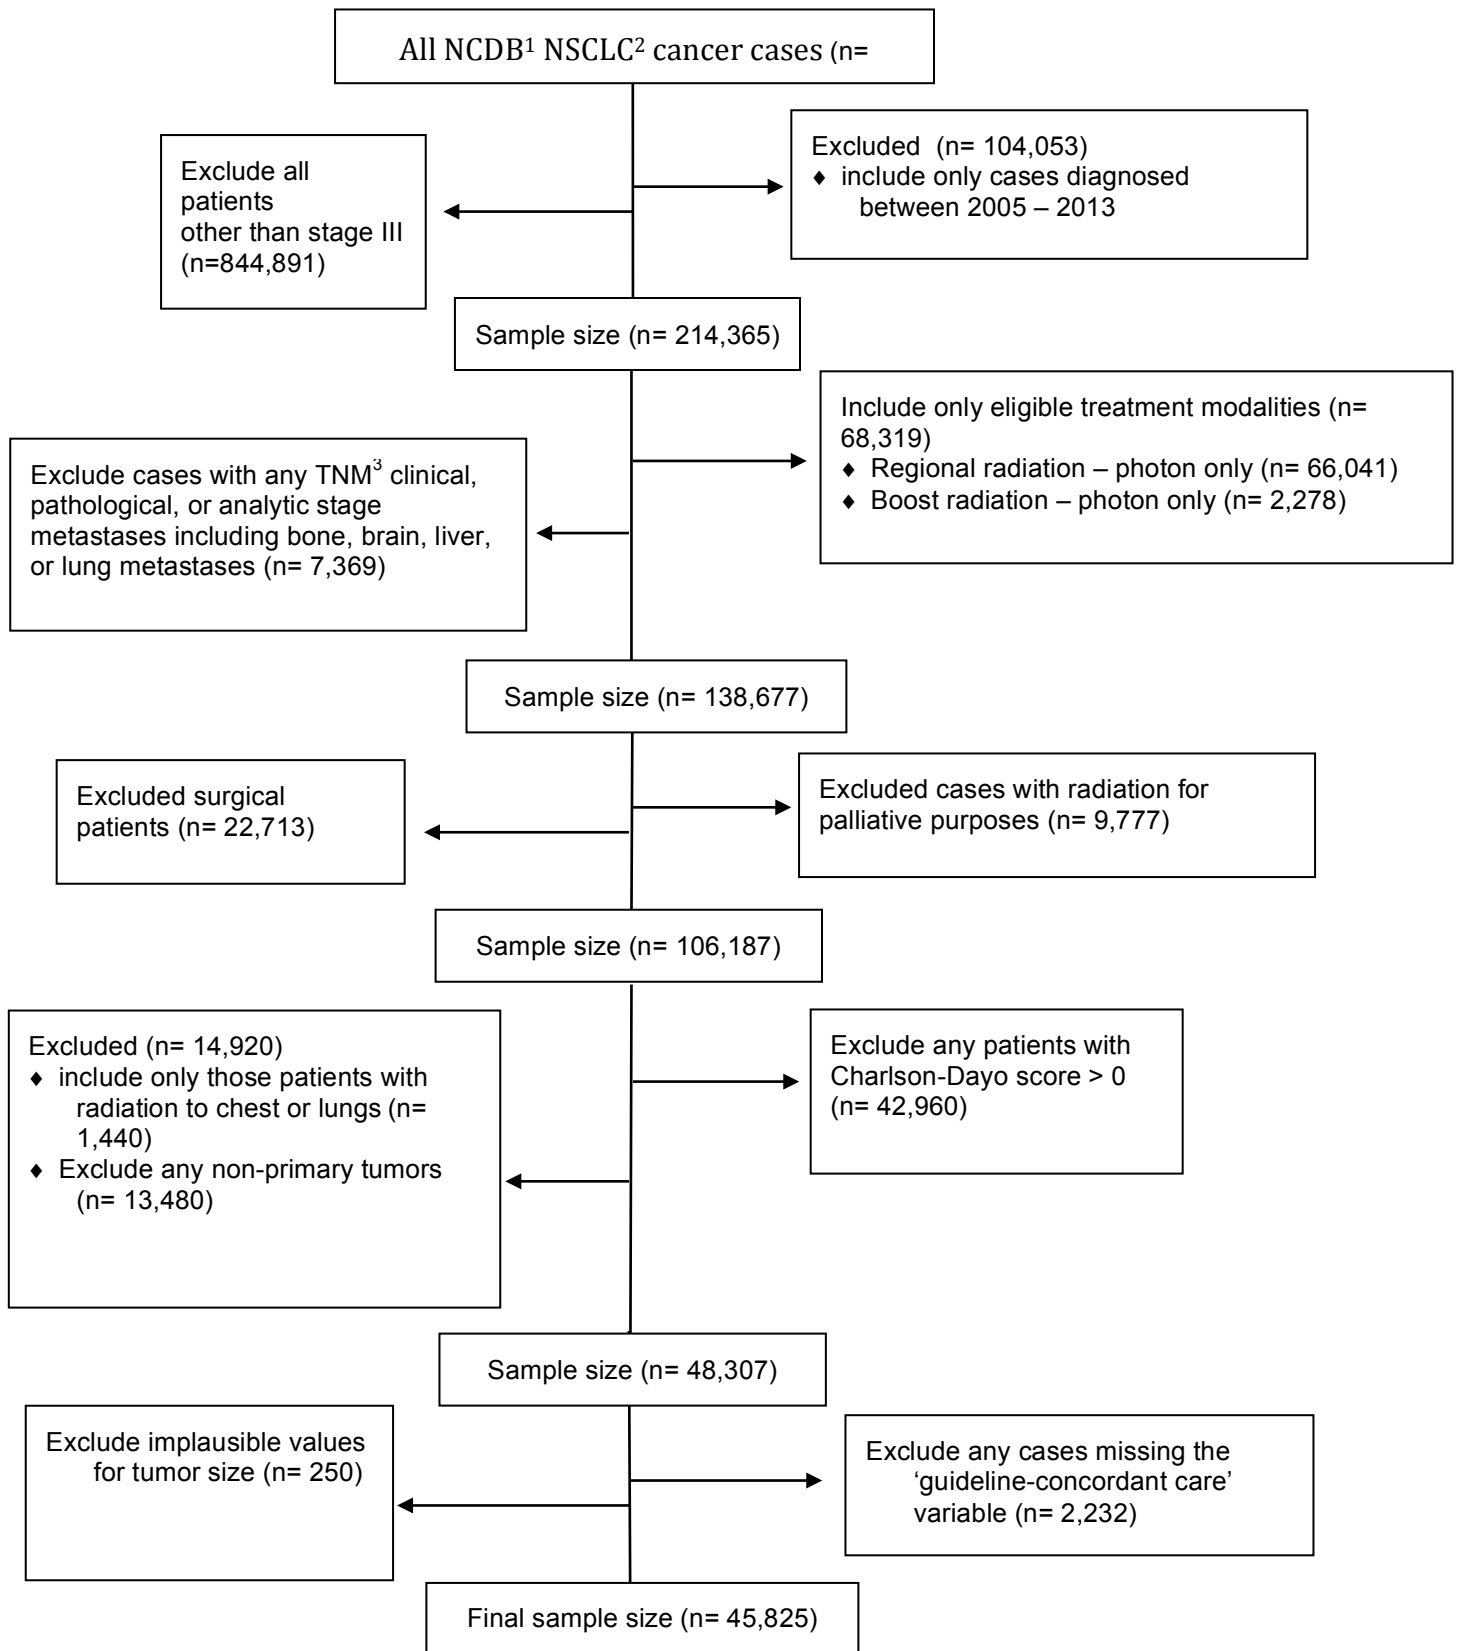 All NCDB¹ NSCLC² cancer cases (n=
Excluded (n= 104,053)
♦ include only cases diagnosed
between 2005 – 2013
Exclude all
patients
other than stage III
(n=844,891)
Sample size (n= 214,365)
Include only eligible treatment modalities (n=
68,319)
♦ Regional radiation – photon only (n= 66,041)
♦ Boost radiation – photon only (n= 2,278)
Exclude cases with any TNM³ clinical,
pathological, or analytic stage
metastases including bone, brain, liver,
or lung metastases (n= 7,369)
Sample size (n= 138,677)
Excluded cases with radiation for
palliative purposes (n= 9,777)
Excluded surgical
patients (n= 22,713)
Sample size (n= 106,187)
Excluded (n= 14,920)
♦ include only those patients with
radiation to chest or lungs (n=
1,440)
♦ Exclude any non-primary tumors
(n= 13,480)
Exclude any patients with
Charlson-Dayo score > 0
(n= 42,960)
Sample size (n= 48,307)
Exclude implausible values
for tumor size (n= 250)
Exclude any cases missing the
‘guideline-concordant care’
variable (n= 2,232)
Final sample size (n= 45,825)